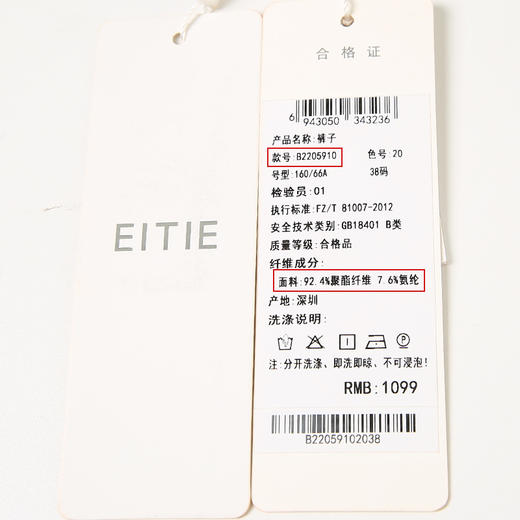 EITIE
合格证
6 943050 343236
产品名称:裤子
款号:B2205910 色号:20
号型:160/66A 38码
检验员:01
执行标准:FZ/T 81007-2012
安全技术类别:GB18401 B类
质量等级:合格品
纤维成分:
面料:92.4%聚酯纤维 7.6%氨纶
产地:深圳
洗涤说明:
注:分开洗涤、即洗即晾、不可浸泡!
RMB:1099
B22059102038